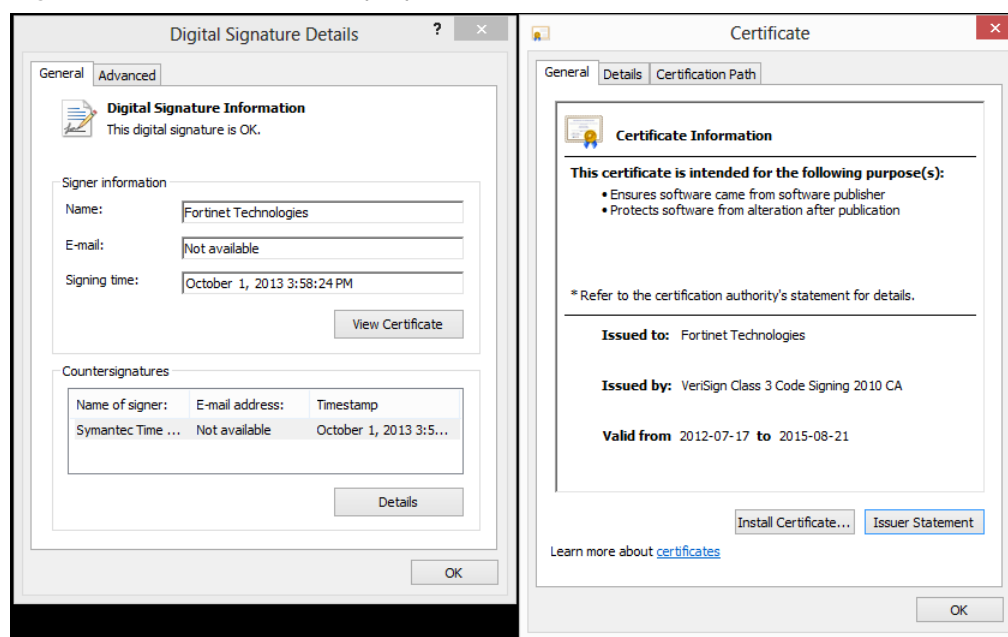 Digital Signature Details
?
General
Advanced
Digital Signature Information
This digital signature is OK.
Signer information
Name:
Fortinet Technologies
E-mail:
Not available
Signing time:
October 1, 2013 3:58:24 PM
View Certificate
Countersignatures
Name of signer:
E-mail address:
Timestamp
Symantec Time ...
Not available
October 1, 2013 3:5...
Details
OK
Certificate
General
Details
Certification Path
Certificate Information
This certificate is intended for the following purpose(s):
• Ensures software came from software publisher
• Protects software from alteration after publication
* Refer to the certification authority's statement for details.
Issued to: Fortinet Technologies
Issued by: VeriSign Class 3 Code Signing 2010 CA
Valid from 2012-07-17 to 2015-08-21
Install Certificate...
Issuer Statement
Learn more about certificates
OK